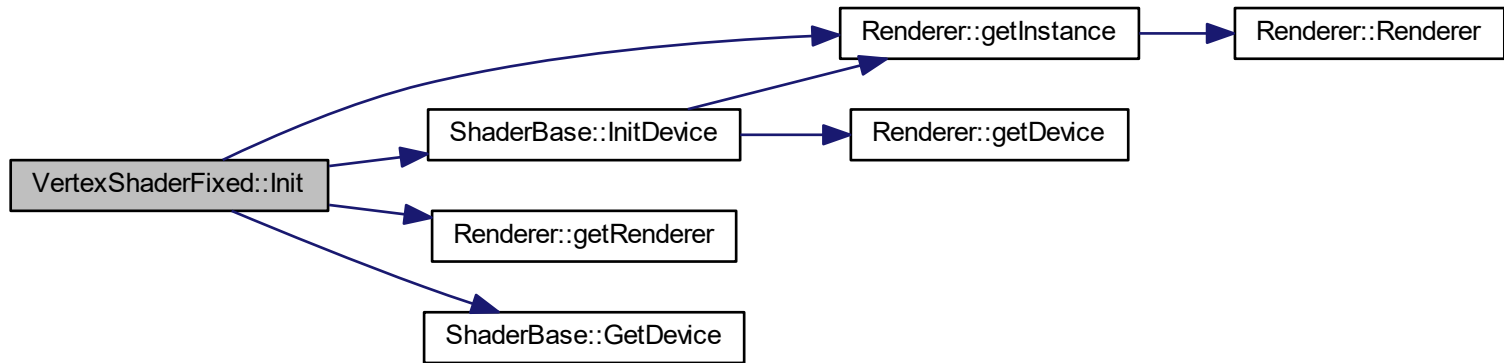 Renderer::getInstance
Renderer::Renderer
ShaderBase::InitDevice
Renderer::getDevice
VertexShaderFixed::Init
Renderer::getRenderer
ShaderBase::GetDevice